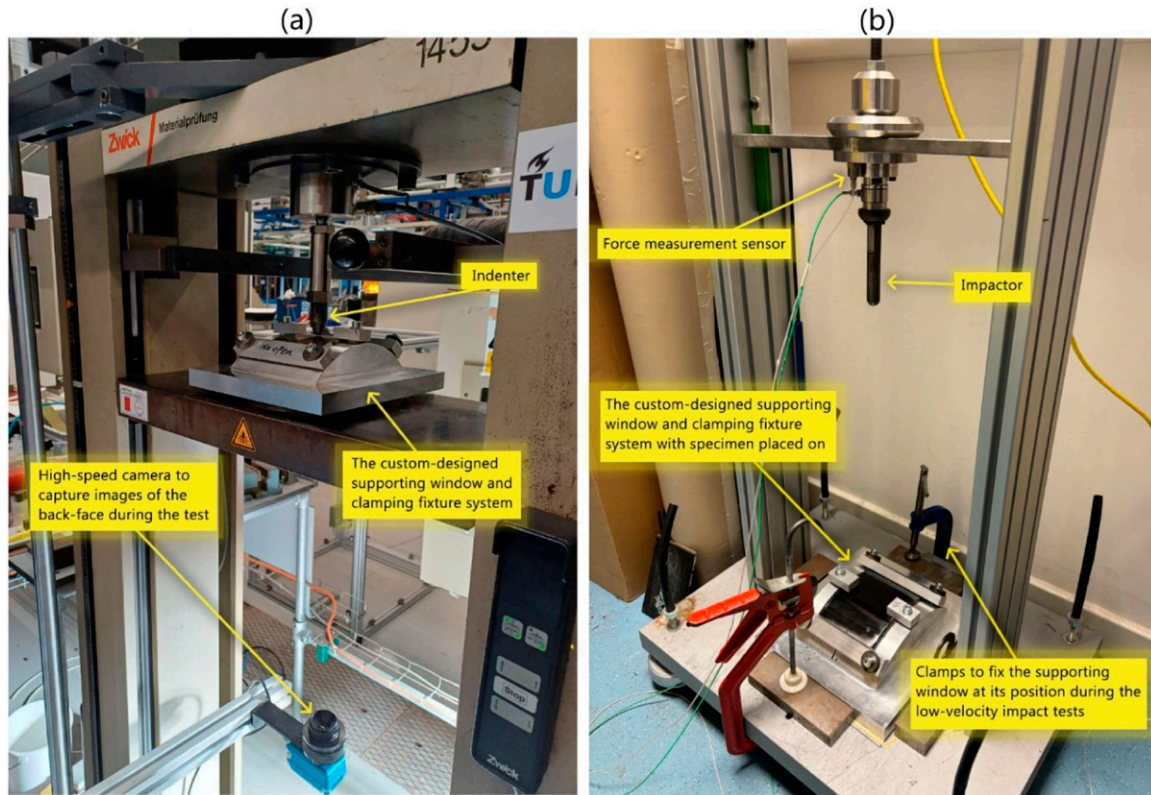 (a)
(b)
1455
Zwick
Materialprüfung
TU
Indenter
High-speed camera to
capture images of the
back-face during the test
The custom-designed
supporting window and
clamping fixture system
Stop
Zwick
Force measurement sensor
Impactor
The custom-designed supporting
window and clamping fixture
system with specimen placed on
Clamps to fix the supporting
window at its position during the
low-velocity impact tests